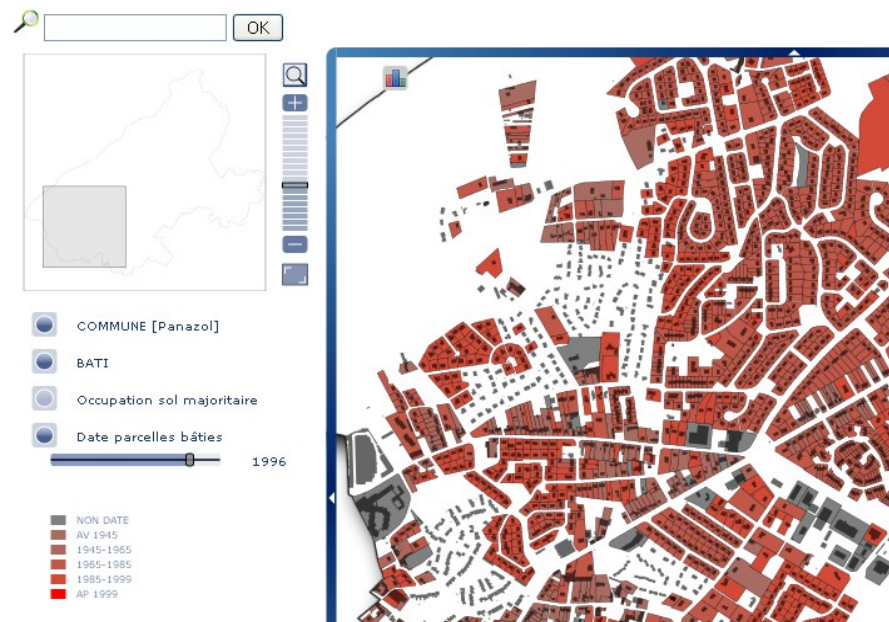 OK
COMMUNE [Panazol]
BATI
Occupation sol majoritaire
Date parcelles bâties
1996
NON DATE
AV 1945
1945-1965
1965-1985
1985-1999
AP 1999